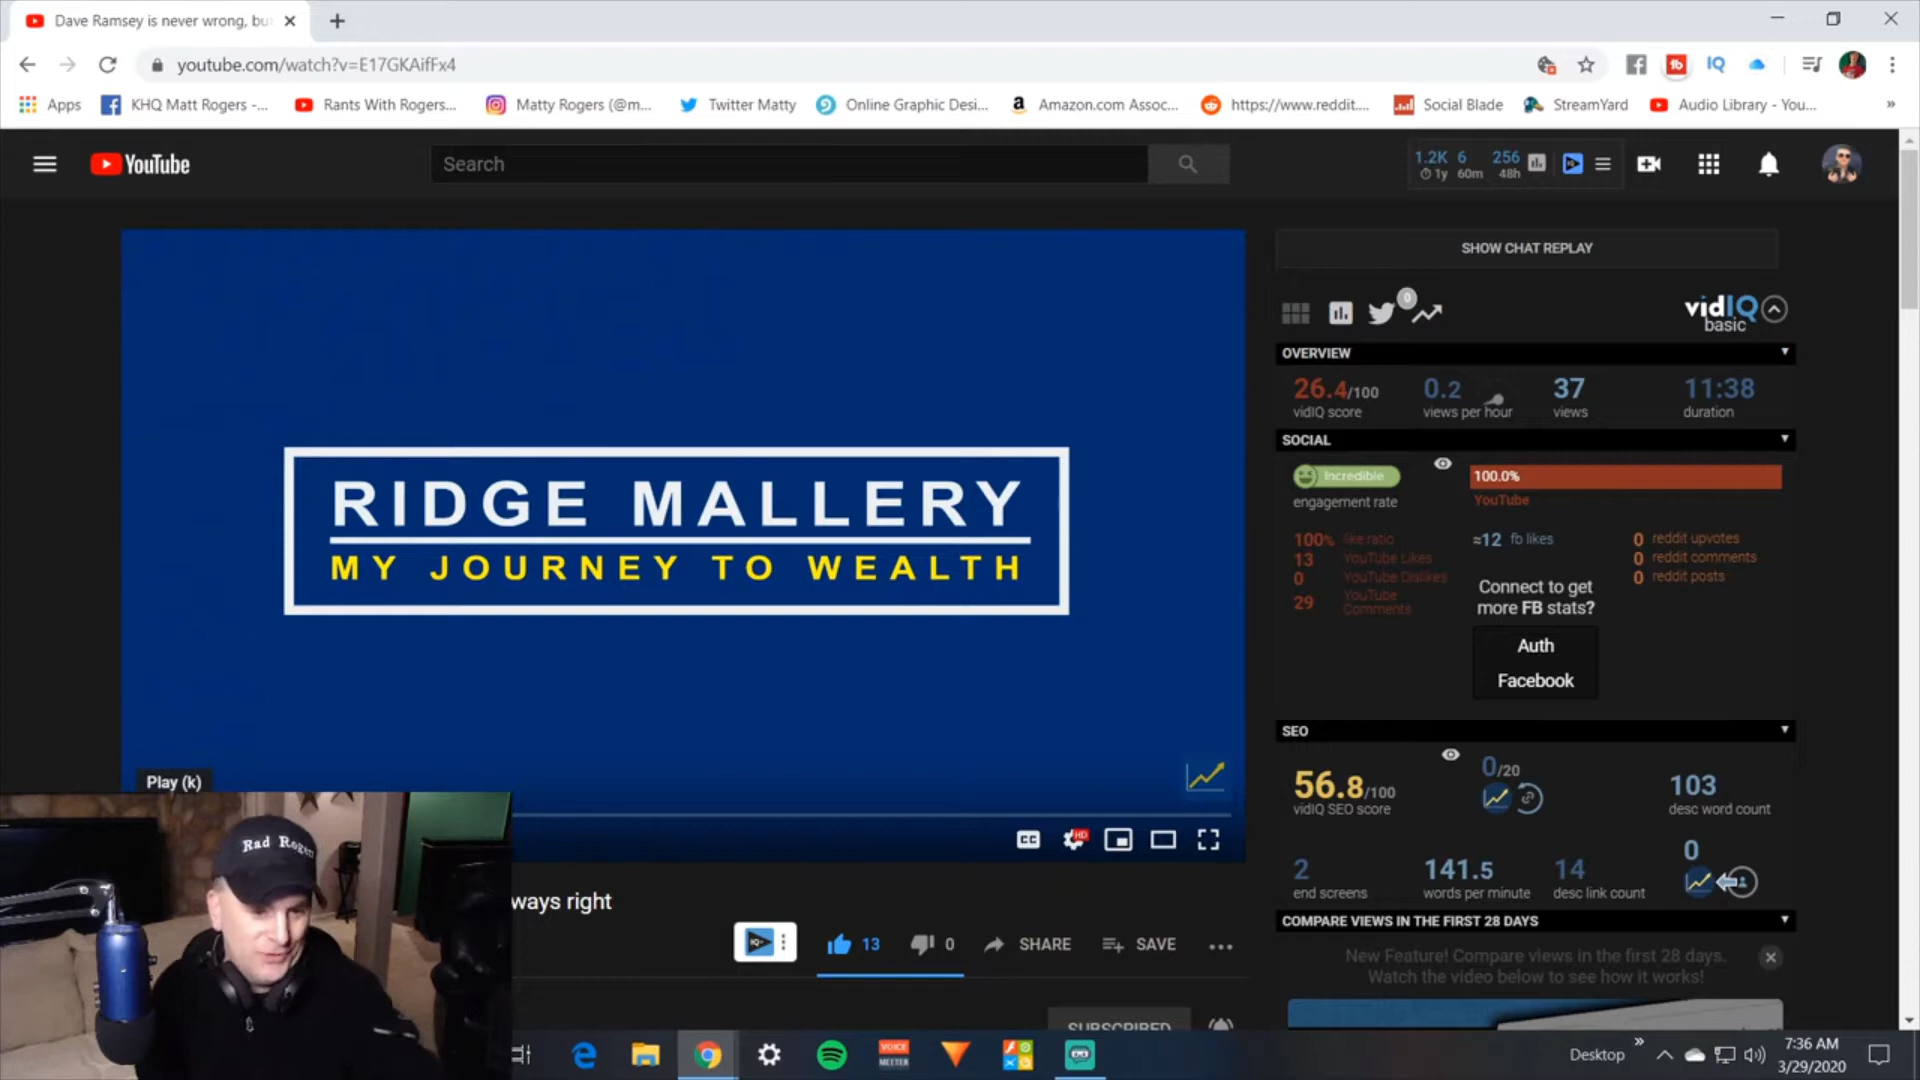 Dave Ramsey is never wrong, bu
youtube.com/watch?v=E17GKAifFx4
Apps
KHQ Matt Rogers -...
Rants With Rogers...
Matty Rogers (@m...
Twitter Matty
Online Graphic Desi...
Amazon.com Assoc...
https://www.reddit....
Social Blade
StreamYard
Audio Library - You...
YouTube
Search
1.2K 6 256
1y 60m 48h
SHOW CHAT REPLAY
0
vidIQ
basic
OVERVIEW
26.4/100 0.2 37 11:38
vidIQ score views per hour views duration
SOCIAL
Incredible
100.0%
engagement rate
YouTube
100% like ratio
13 YouTube Likes
0 YouTube Dislikes
29 YouTube Comments
≈12 fb likes
0 reddit upvotes
0 reddit comments
0 reddit posts
Connect to get
more FB stats?
Auth
Facebook
RIDGE MALLERY
MY JOURNEY TO WEALTH
Play (k)
CC
HD
SEO
56.8/100
vidIQ SEO score
0/20
103
desc word count
2
end screens
141.5
words per minute
14
desc link count
0
COMPARE VIEWS IN THE FIRST 28 DAYS
New Feature! Compare views in the first 28 days.
Watch the video below to see how it works!
ways right
13 0 SHARE SAVE
SUBSCRIBED
Rad Roge
VOICE
MEETER
Desktop
7:36 AM
3/29/2020